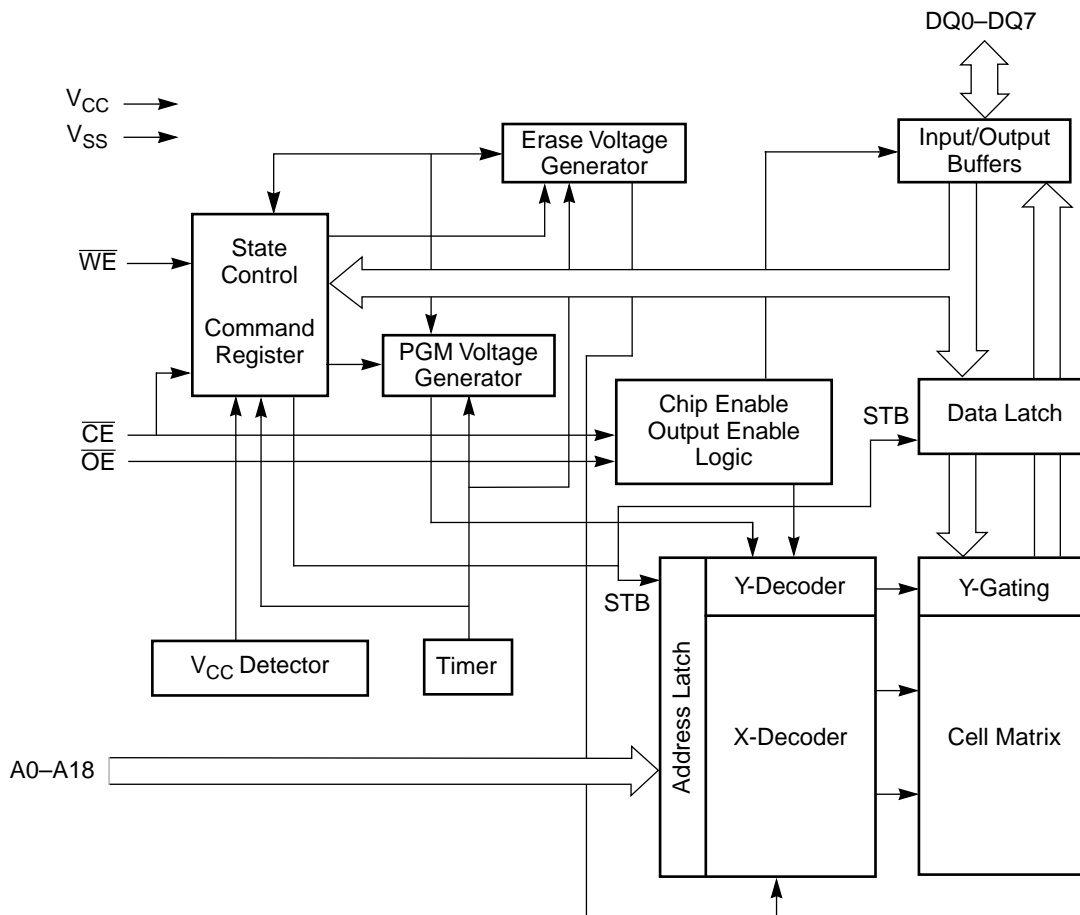 DQ0–DQ7
VCC
VSS
Erase Voltage
Generator
Input/Output
Buffers
WE
State
Control
Command
Register
PGM Voltage
Generator
Chip Enable
Output Enable
Logic
STB
Data Latch
CE
OE
STB
Y-Decoder
Y-Gating
VCC Detector
Timer
Address Latch
X-Decoder
Cell Matrix
A0–A18